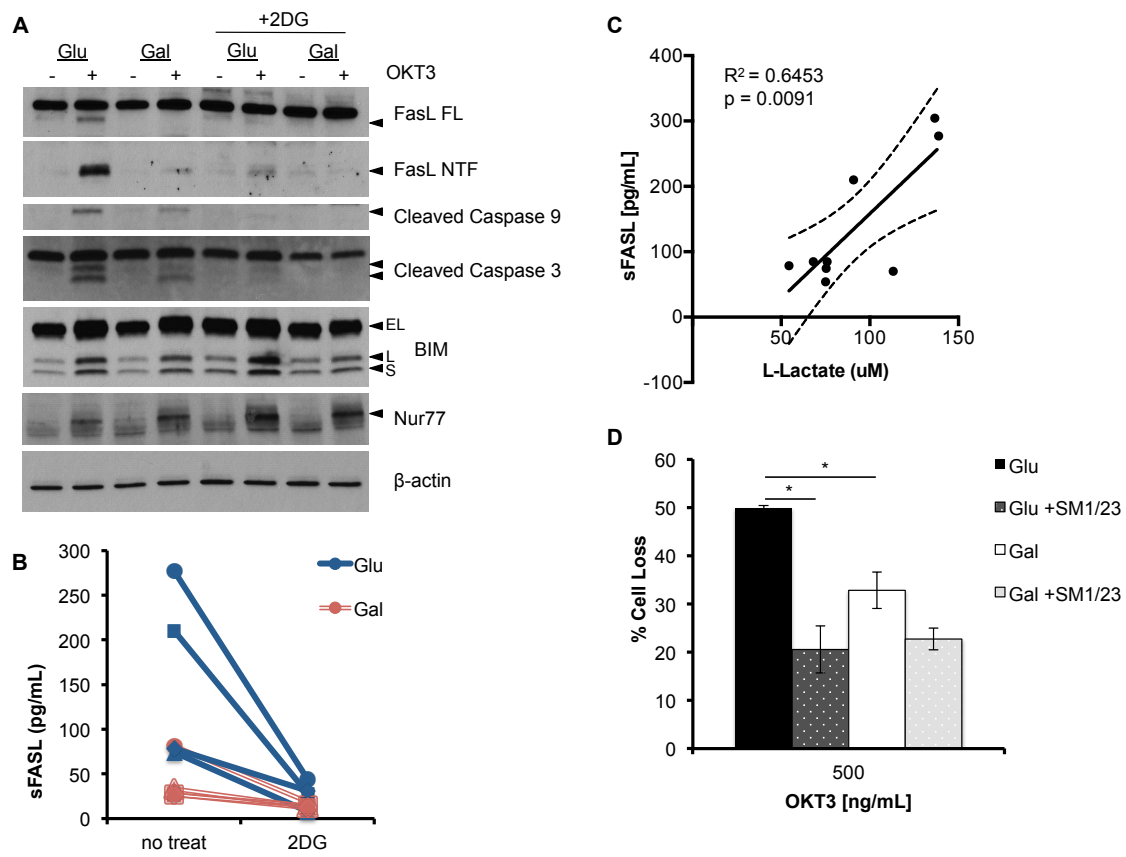 A
+2DG
Glu Gal Glu Gal
- + - + - + - + OKT3
FasL FL
FasL NTF
Cleaved Caspase 9
Cleaved Caspase 3
EL
L BIM
S
Nur77
β-actin
B
300
250
200
150
100
50
0
sFASL (pg/mL)
no treat 2DG
Glu
Gal
C
400
300
200
100
0
-100
sFASL [pg/mL]
R² = 0.6453
p = 0.0091
50 100 150
L-Lactate (uM)
D
60
50
40
30
20
10
0
% Cell Loss
*
*
500
OKT3 [ng/mL]
Glu
Glu +SM1/23
Gal
Gal +SM1/23